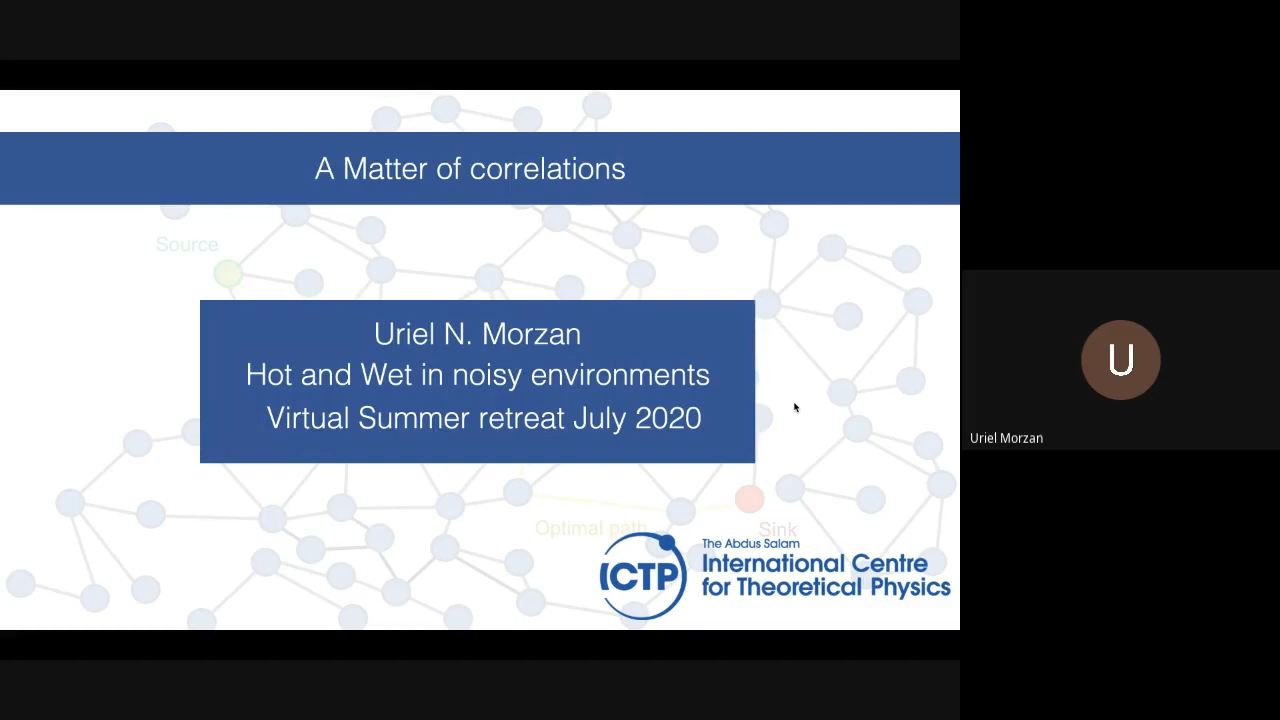 A Matter of correlations
Source
Uriel N. Morzan
Hot and Wet in noisy environments
Virtual Summer retreat July 2020
Optimal path
Sink
ICTP
The Abdus Salam
International Centre
for Theoretical Physics
U
Uriel Morzan